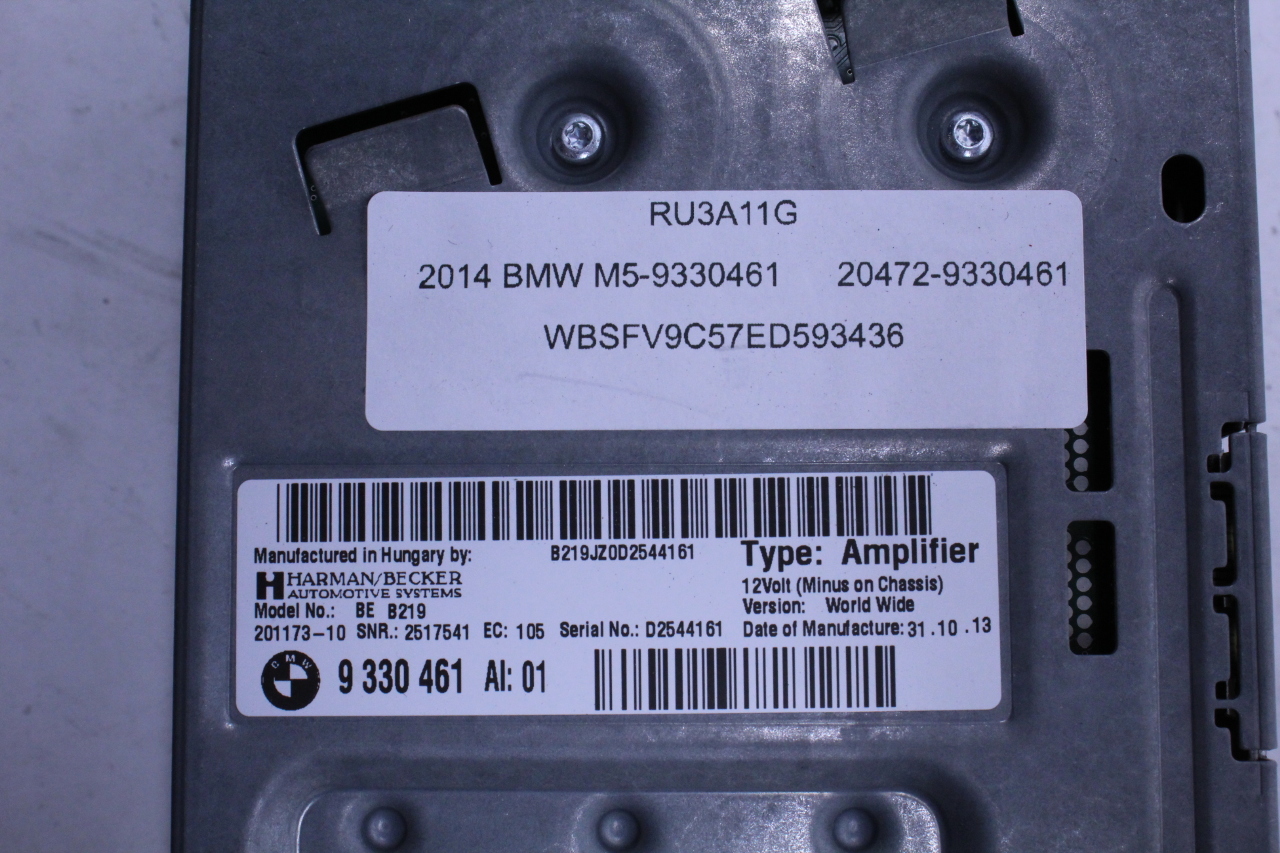 RU3A11G
2014 BMW M5-9330461 20472-9330461
WBSFV9C57ED593436
Manufactured in Hungary by: B219JZ0D2544161 Type: Amplifier
HARMAN/BECKER
AUTOMOTIVE SYSTEMS
12Volt (Minus on Chassis)
Model No.: BE B219 Version: World Wide
201173-10 SNR.: 2517541 EC: 105 Serial No.: D2544161 Date of Manufacture: 31.10.13
BMW 9 330 461 AI: 01